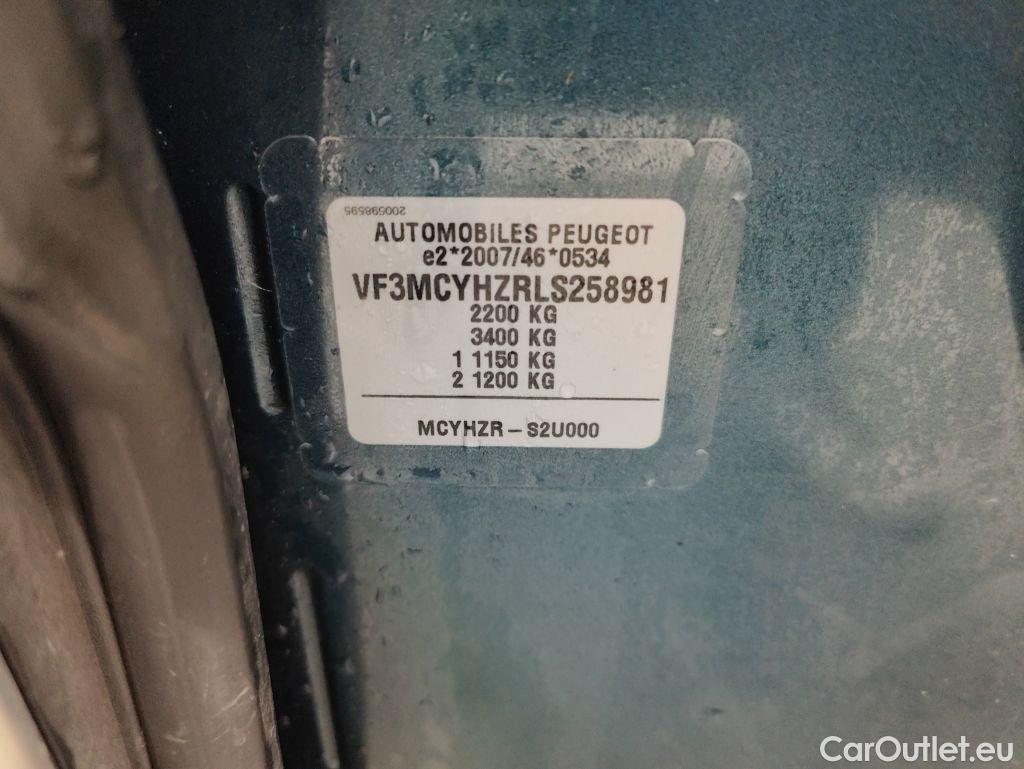 200598595
AUTOMOBILES PEUGEOT
e2*2007/46*0534
VF3MCYHZRLS258981
2200 KG
3400 KG
1 1150 KG
2 1200 KG
MCYHZR – S2U000
CarOutlet.eu